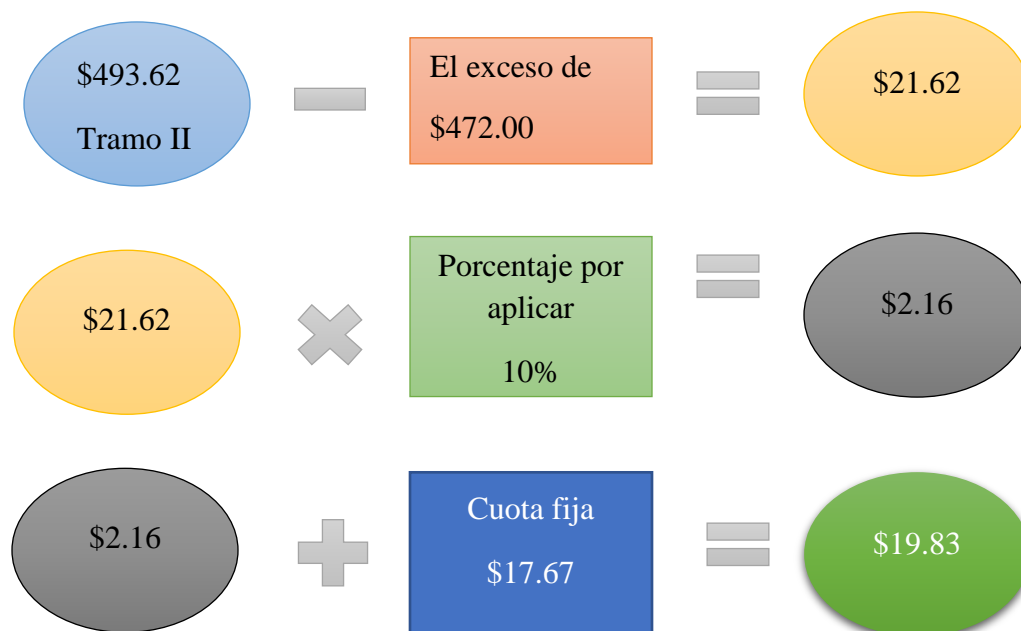 $493.62
Tramo II
El exceso de
$472.00
$21.62
$21.62
Porcentaje por
aplicar
10%
$2.16
$2.16
Cuota fija
$17.67
$19.83